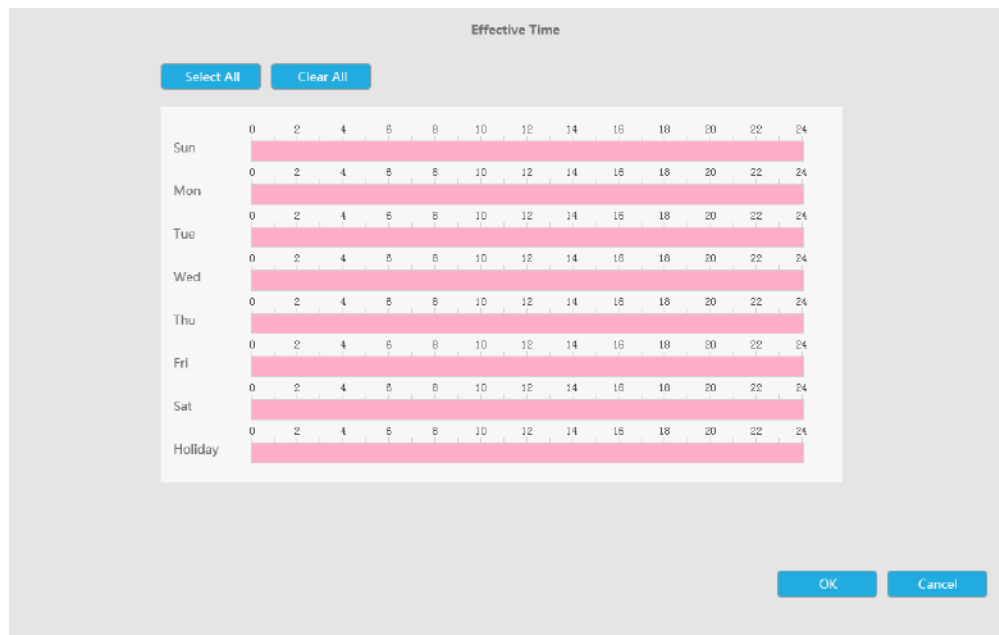 Effective Time
Select All Clear All
0 2 4 6 8 10 12 14 16 18 20 22 24
Sun
0 2 4 6 8 10 12 14 16 18 20 22 24
Mon
0 2 4 6 8 10 12 14 16 18 20 22 24
Tue
0 2 4 6 8 10 12 14 16 18 20 22 24
Wed
0 2 4 6 8 10 12 14 16 18 20 22 24
Thu
0 2 4 6 8 10 12 14 16 18 20 22 24
Fri
0 2 4 6 8 10 12 14 16 18 20 22 24
Sat
0 2 4 6 8 10 12 14 16 18 20 22 24
Holiday
OK Cancel